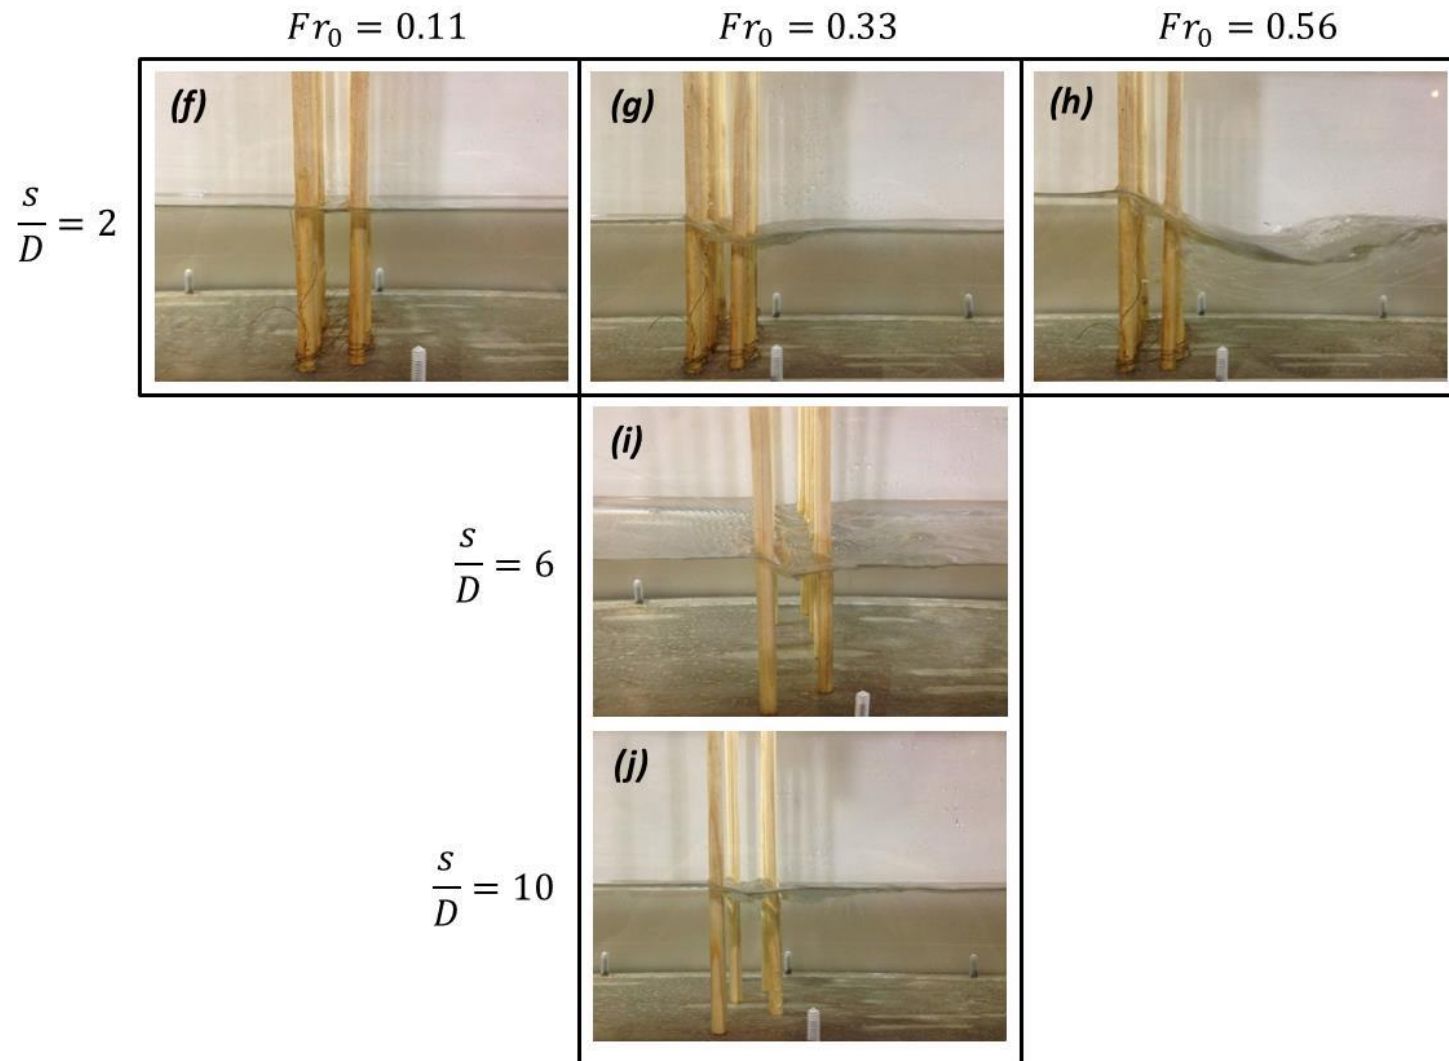 Fr₀ = 0.11 Fr₀ = 0.33 Fr₀ = 0.56
(f) (g) (h)
s/D = 2
(i)
s/D = 6
(j)
s/D = 10